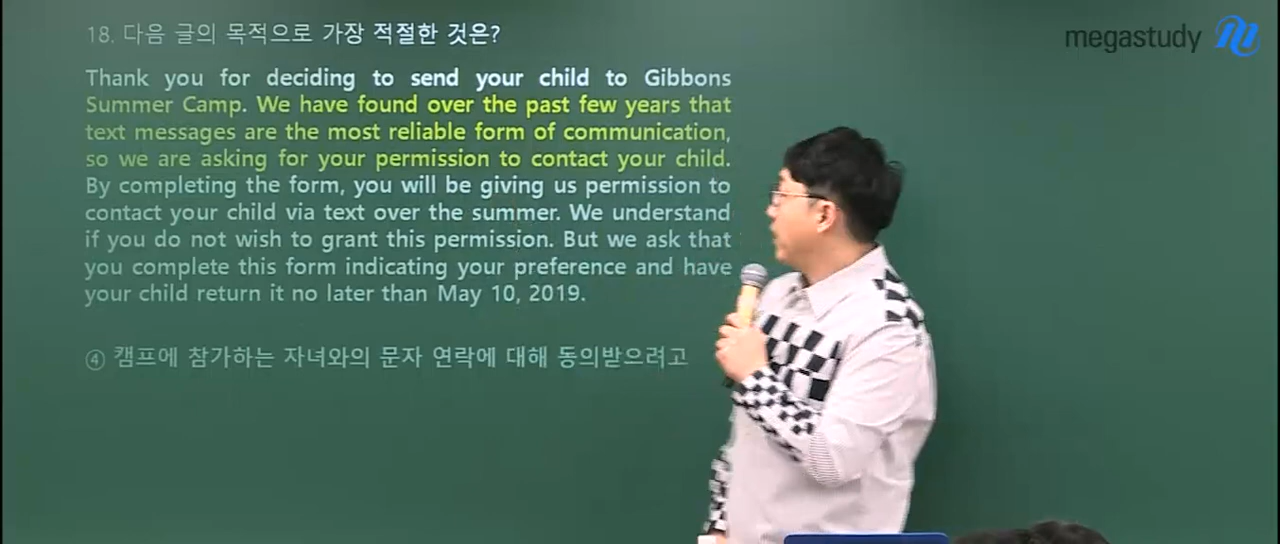 18. 다음 글의 목적으로 가장 적절한 것은?
megastudy
Thank you for deciding to send your child to Gibbons
Summer Camp. We have found over the past few years that
text messages are the most reliable form of communication,
so we are asking for your permission to contact your child.
By completing the form, you will be giving us permission to
contact your child via text over the summer. We understand
if you do not wish to grant this permission. But we ask that
you complete this form indicating your preference and have
your child return it no later than May 10, 2019.
④ 캠프에 참가하는 자녀와의 문자 연락에 대해 동의받으려고